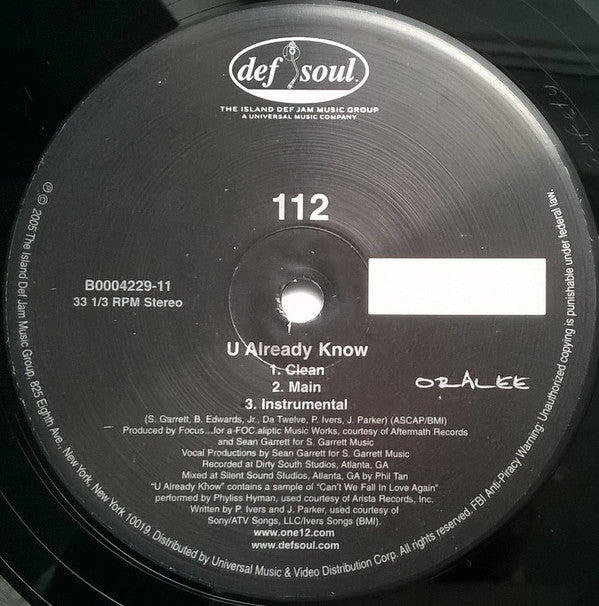 def soul.
THE ISLAND DEF JAM MUSIC GROUP
A UNIVERSAL MUSIC COMPANY
112
B0004229-11
33 1/3 RPM Stereo
U Already Know
1. Clean
2. Main
3. Instrumental
ORALEE
(S. Garrett, B. Edwards, Jr., Da Twelve, P. Ivers, J. Parker) (ASCAP/BMI)
Produced by Focus...for a-FOC.aliptic Music Works, courtesy of Aftermath Records
and Sean Garrett for S. Garrett Music
Vocal Productions by Sean Garrett for S. Garrett Music
Recorded at Dirty South Studios, Atlanta, GA
Mixed at Silent Sound Studios, Atlanta, GA by Phil Tan
"U Already Khow" contains a sample of "Can't We Fall In Love Again"
performed by Phyliss Hyman, used courtesy of Arista Records, Inc.
Written by P. Ivers and J. Parker, used courtesy of
Sony/ATV Songs, LLC/Ivers Songs (BMI).
www.one12.com
www.defsoul.com
℗ © 2005 The Island Def Jam Music Group, 825 Eighth Ave., New York, New York 10019. Distributed by Universal Music & Video Distribution Corp. All rights reserved. FBI Anti-Piracy Warning: Unauthorized copying is punishable under federal law.